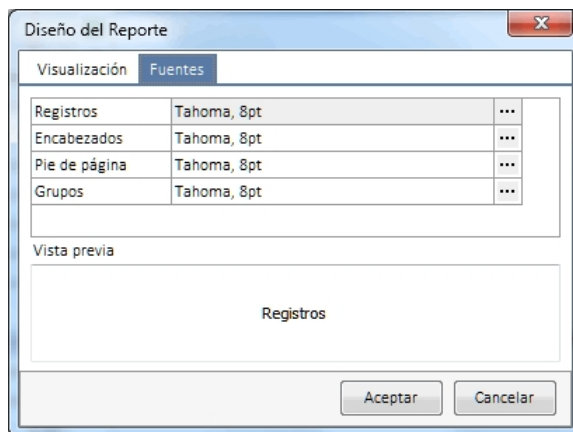 Diseño del Reporte
Visualización Fuentes
Registros Tahoma, 8pt ...
Encabezados Tahoma, 8pt ...
Pie de página Tahoma, 8pt ...
Grupos Tahoma, 8pt ...
Vista previa
Registros
Aceptar Cancelar